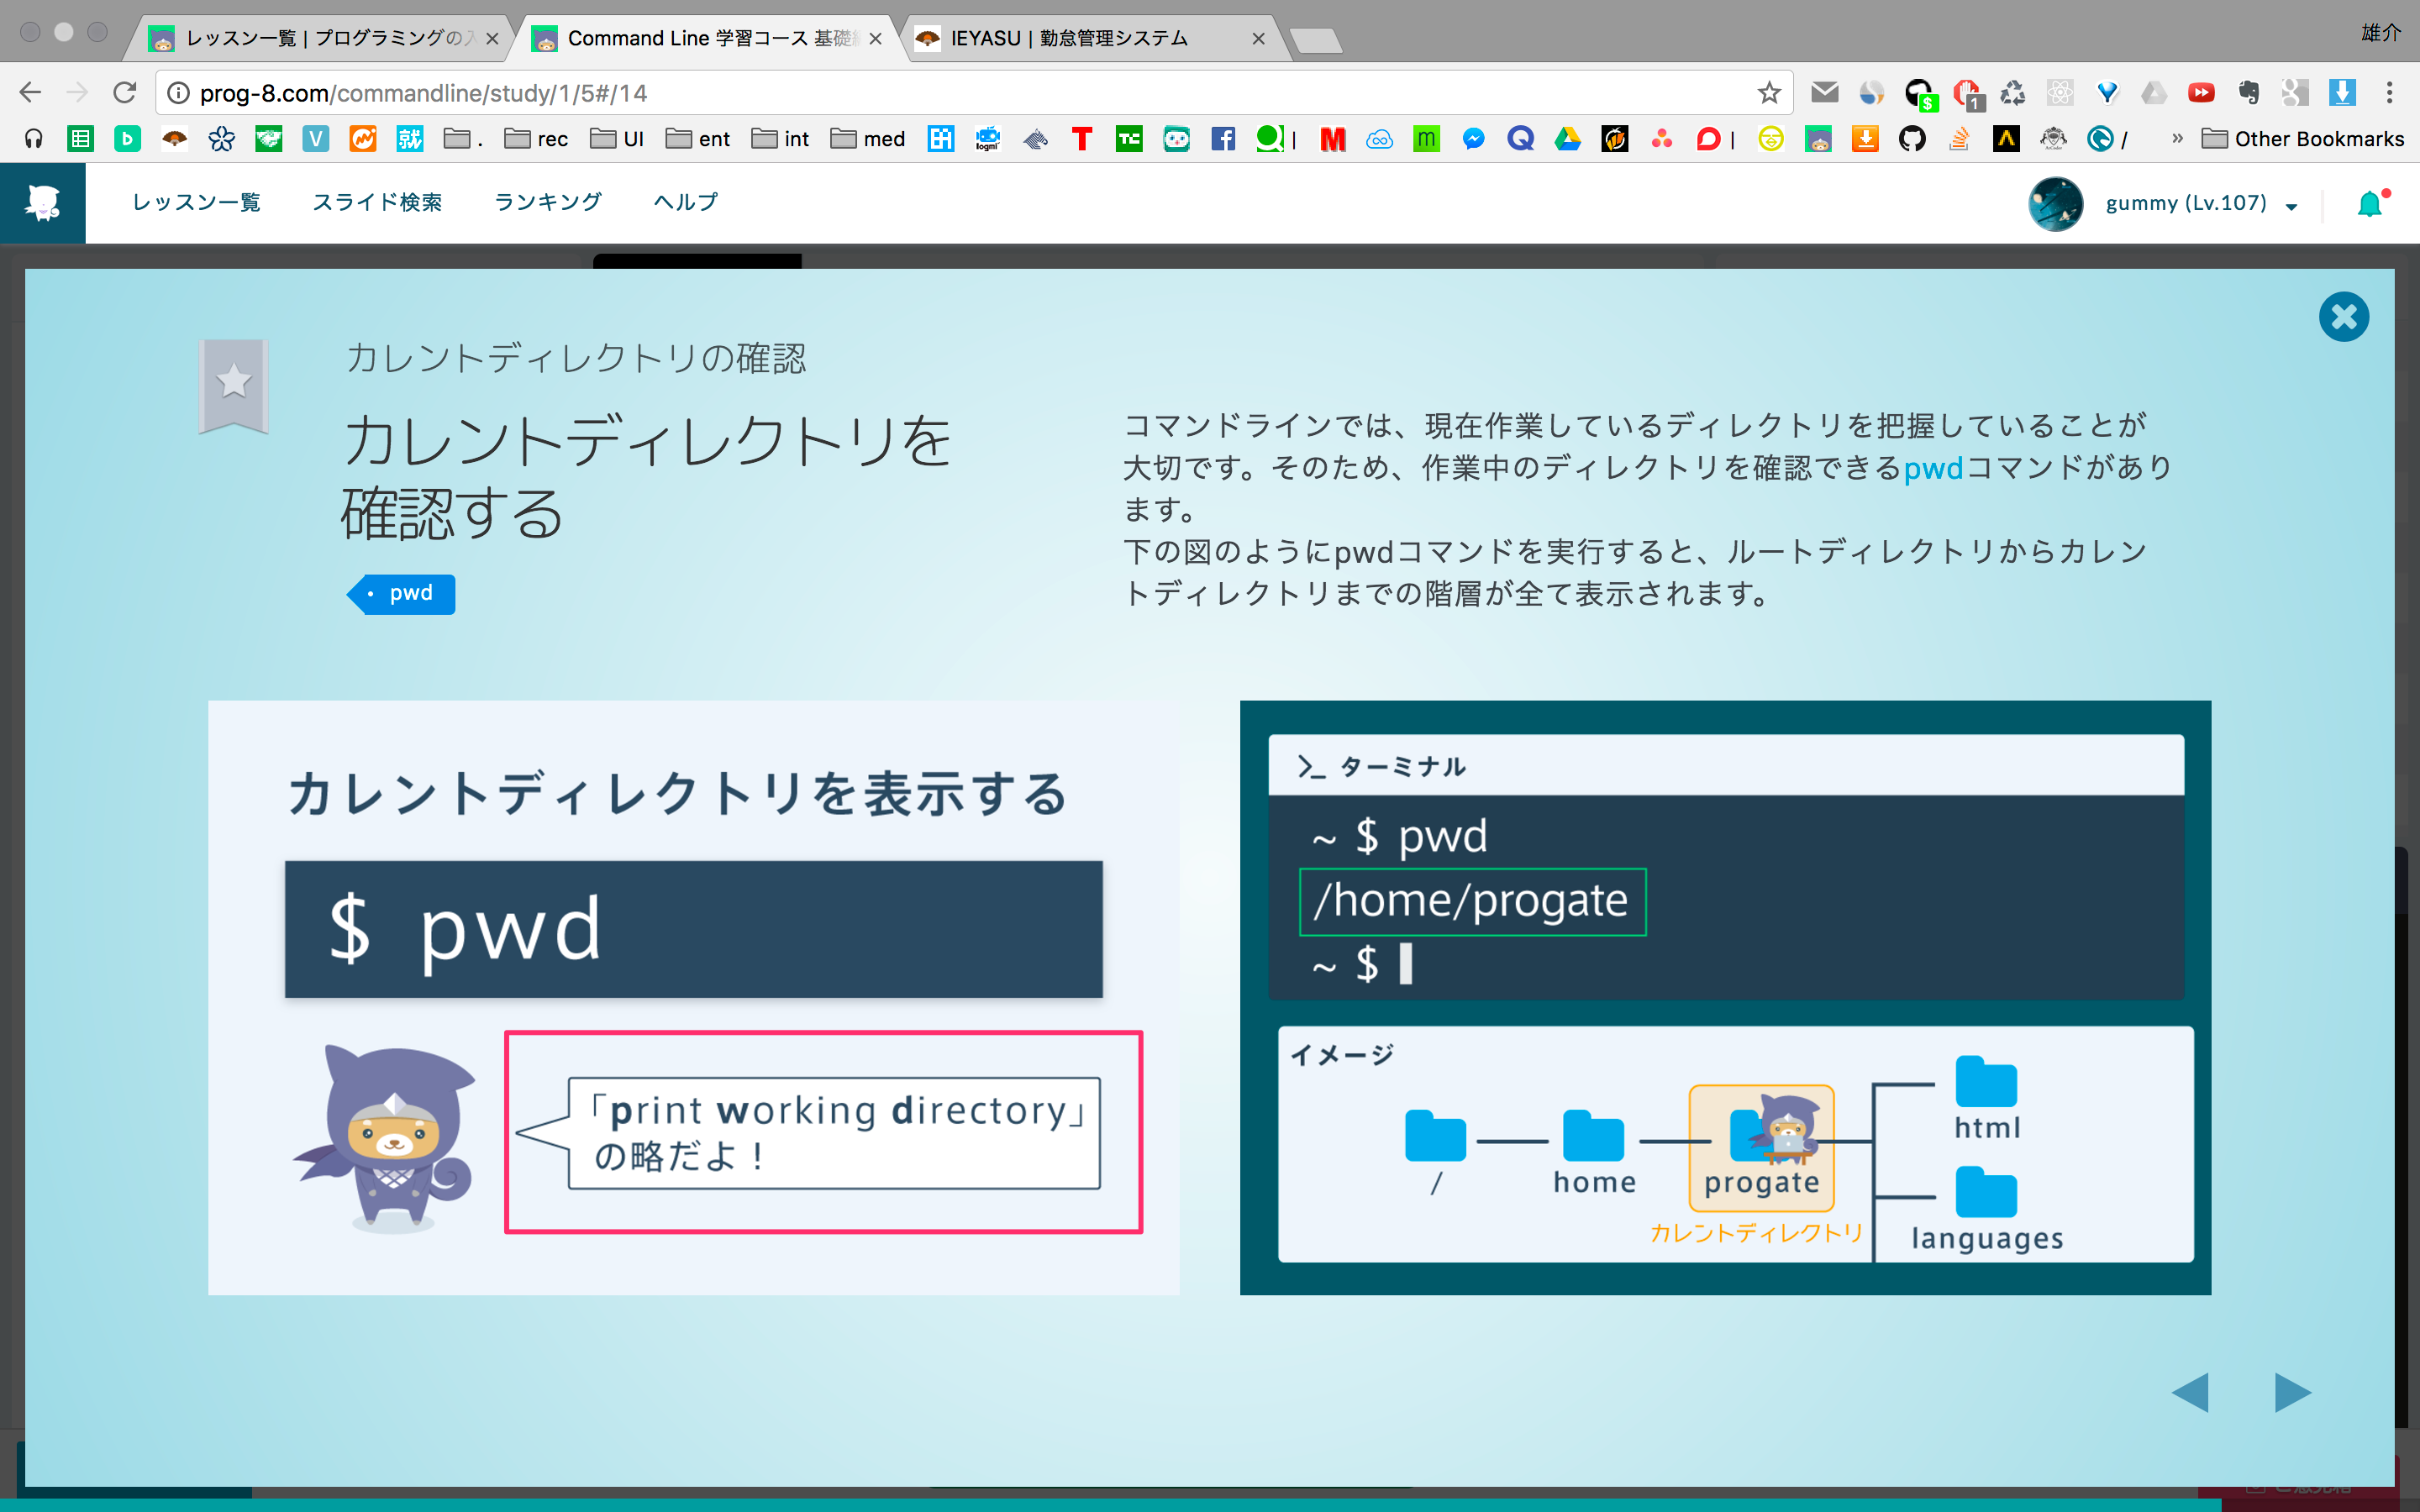 レッスン一覧 | プログラミングの入
Command Line 学習コース 基礎編
IEYASU | 勤怠管理システム
雄介
prog-8.com/commandline/study/1/5#/14
$
1
.
rec
UI
ent
int
med
logmi
|
|
/
»
Other Bookmarks
レッスン一覧
スライド検索
ランキング
ヘルプ
gummy (Lv.107)
カレントディレクトリの確認
カレントディレクトリを
確認する
pwd
コマンドラインでは、現在作業しているディレクトリを把握していることが
大切です。そのため、作業中のディレクトリを確認できるpwdコマンドがあり
ます。
下の図のようにpwdコマンドを実行すると、ルートディレクトリからカレン
トディレクトリまでの階層が全て表示されます。
カレントディレクトリを表示する
$ pwd
「print working directory」
の略だよ！
ターミナル
~ $ pwd
/home/progate
~ $
イメージ
/
home
progate
カレントディレクトリ
html
languages